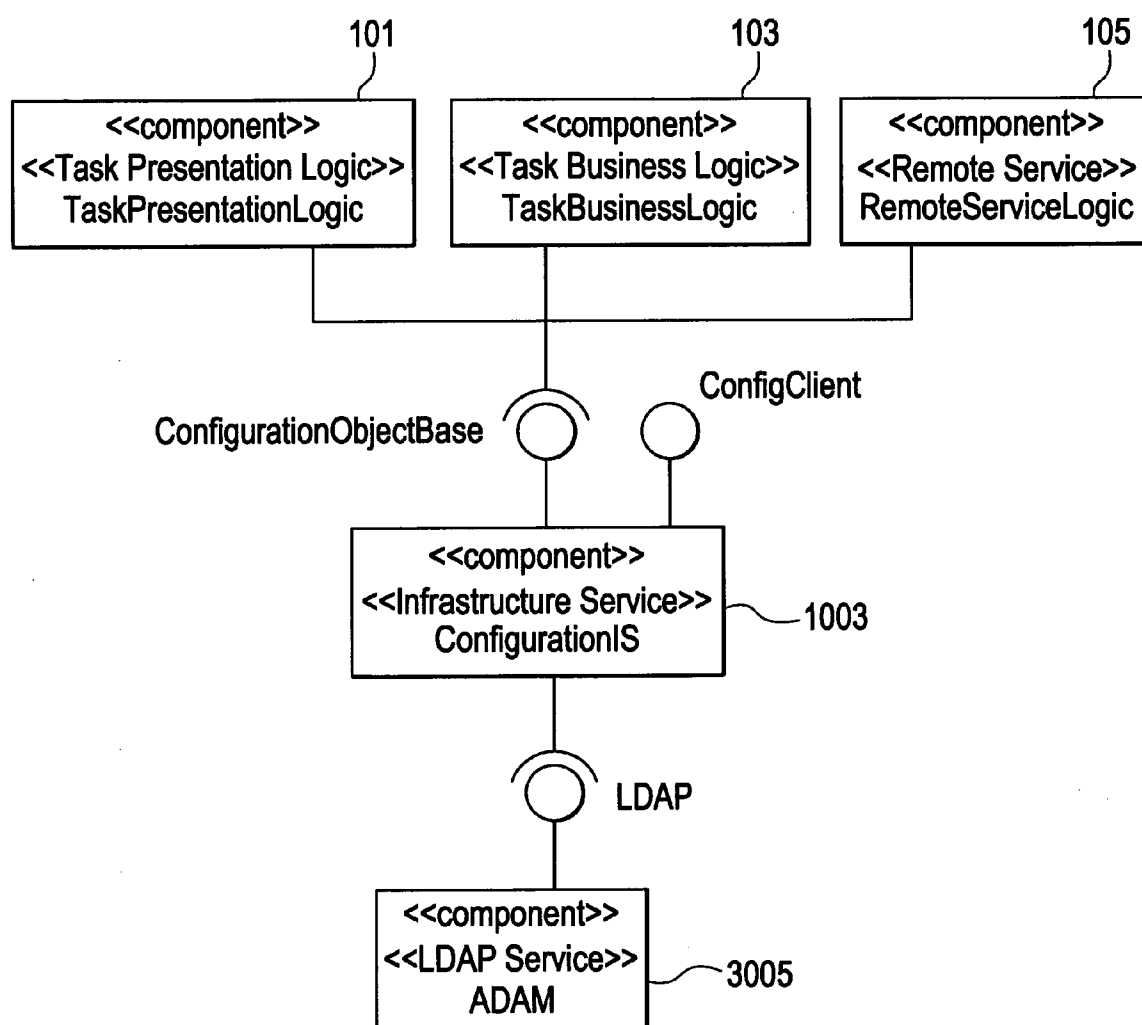 101
103
105
<<component>>
<<Task Presentation Logic>>
TaskPresentationLogic
<<component>>
<<Task Business Logic>>
TaskBusinessLogic
<<component>>
<<Remote Service>>
RemoteServiceLogic
ConfigClient
ConfigurationObjectBase
<<component>>
<<Infrastructure Service>>
ConfigurationIS
1003
LDAP
<<component>>
<<LDAP Service>>
ADAM
3005